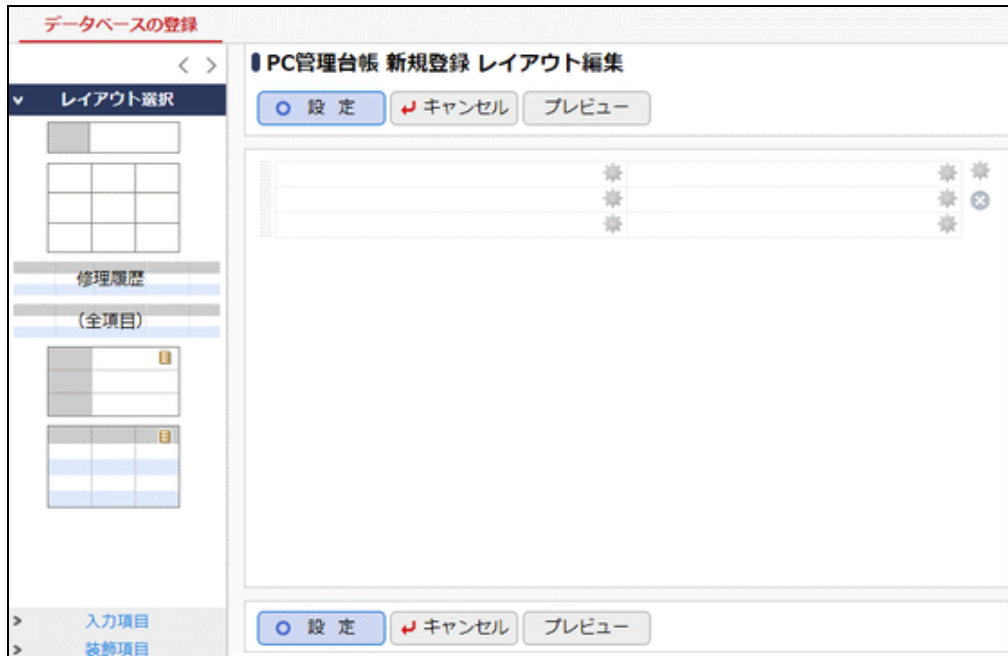 データベースの登録
レイアウト選択
修理履歴
(全項目)
入力項目
装飾項目
PC管理台帳 新規登録 レイアウト編集
設 定
キャンセル
プレビュー
設 定
キャンセル
プレビュー